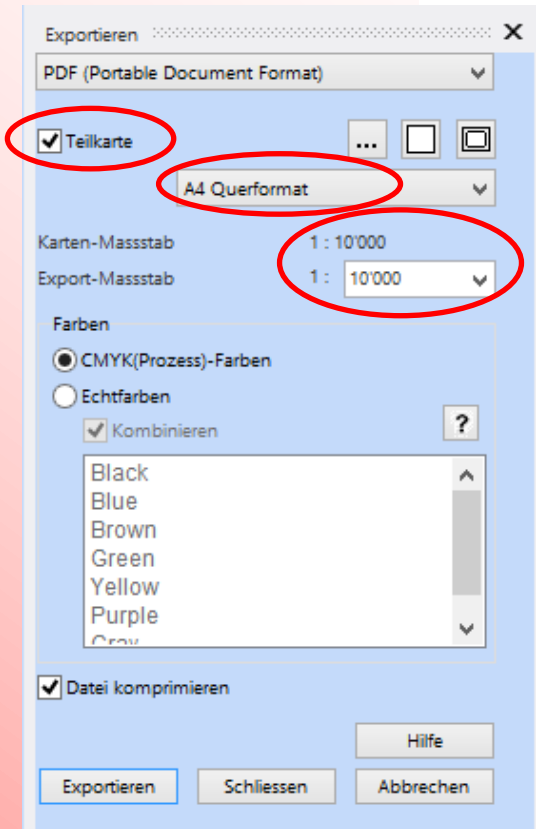 Exportieren
PDF (Portable Document Format)
Teilkarte
...
A4 Querformat
Karten-Massstab 1 : 10'000
Export-Massstab 1 : 10'000
Farben
CMYK(Prozess)-Farben
Echtfarben
Kombinieren
?
Black
Blue
Brown
Green
Yellow
Purple
Gray
Datei komprimieren
Hilfe
Exportieren Schliessen Abbrechen